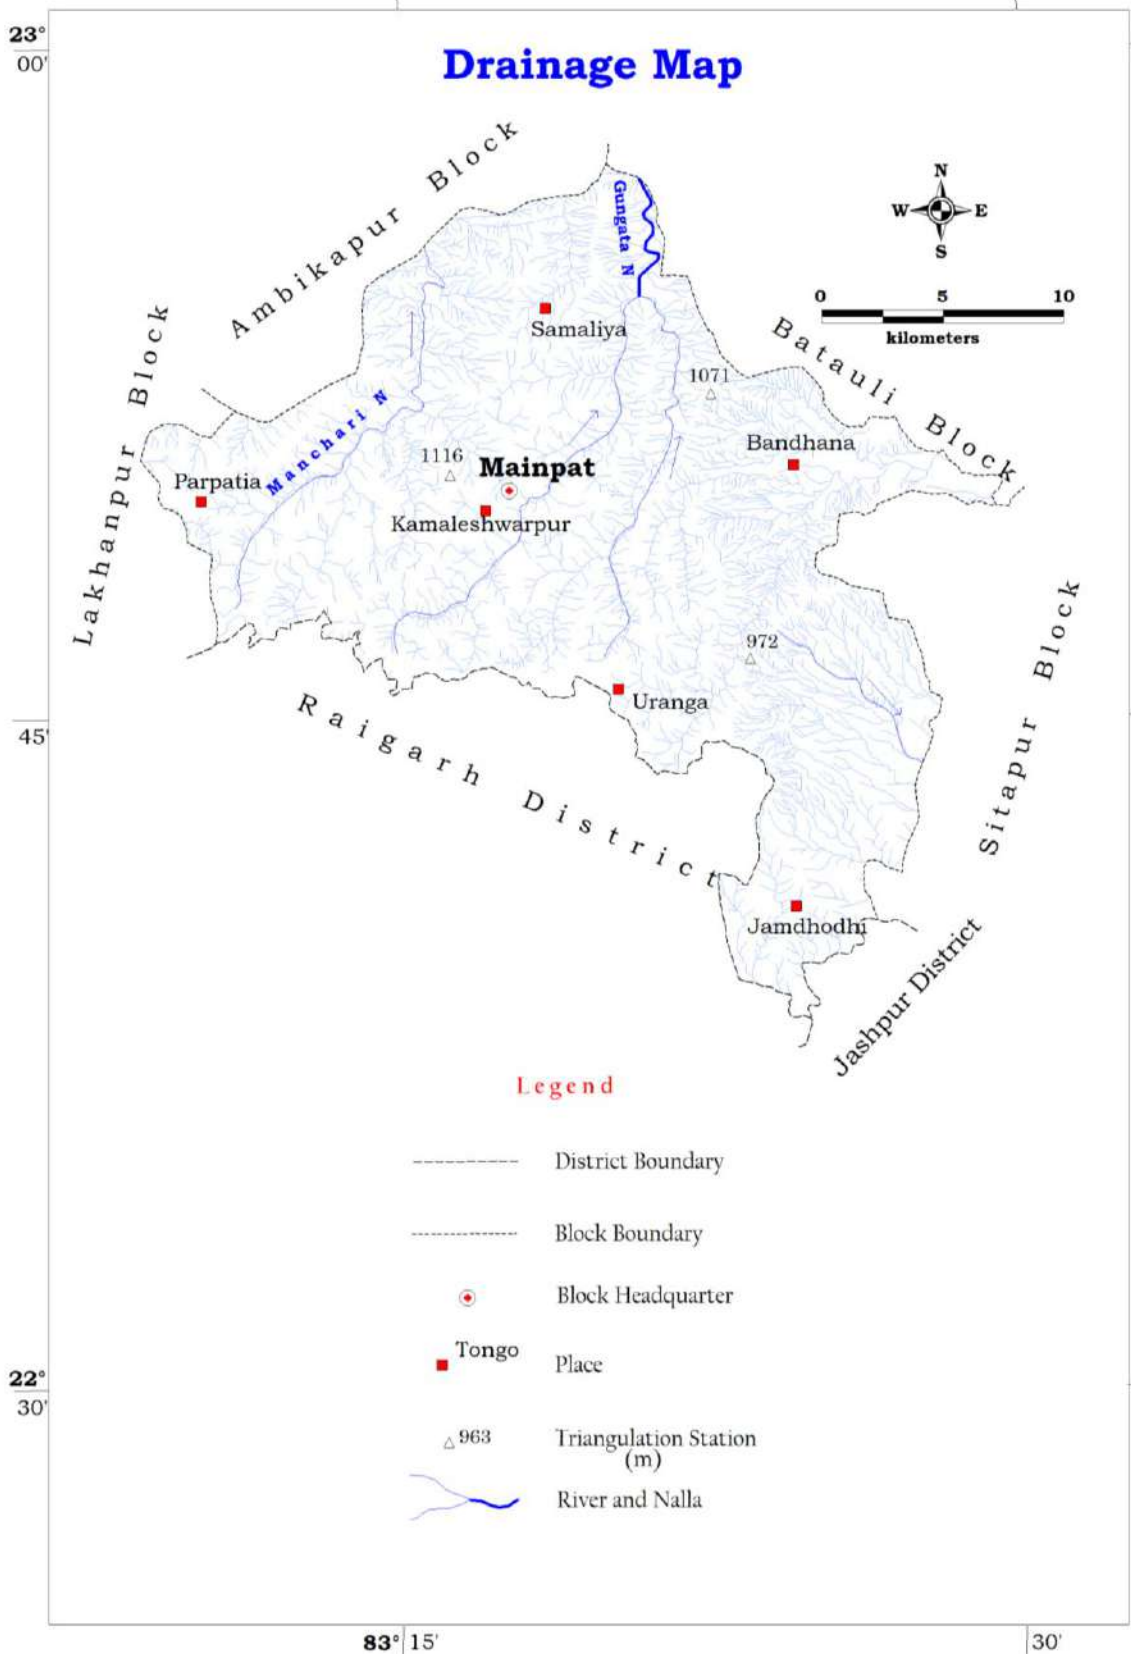 23°
00'
Drainage Map
Ambikapur Block
Gungata N
N
W E
S
0 5 10
kilometers
Lakhanpur Block
Samaliya
Batauli Block
1071
Manchari N
Bandhana
1116
Mainpat
Parpatia
Kamaleshwarpur
Sitapur Block
972
Uranga
45'
Raigarh District
Jamdhodhi
Jashpur District
Legend
District Boundary
Block Boundary
Block Headquarter
Tongo
Place
22°
30'
963
Triangulation Station
(m)
River and Nalla
83° 15'
30'